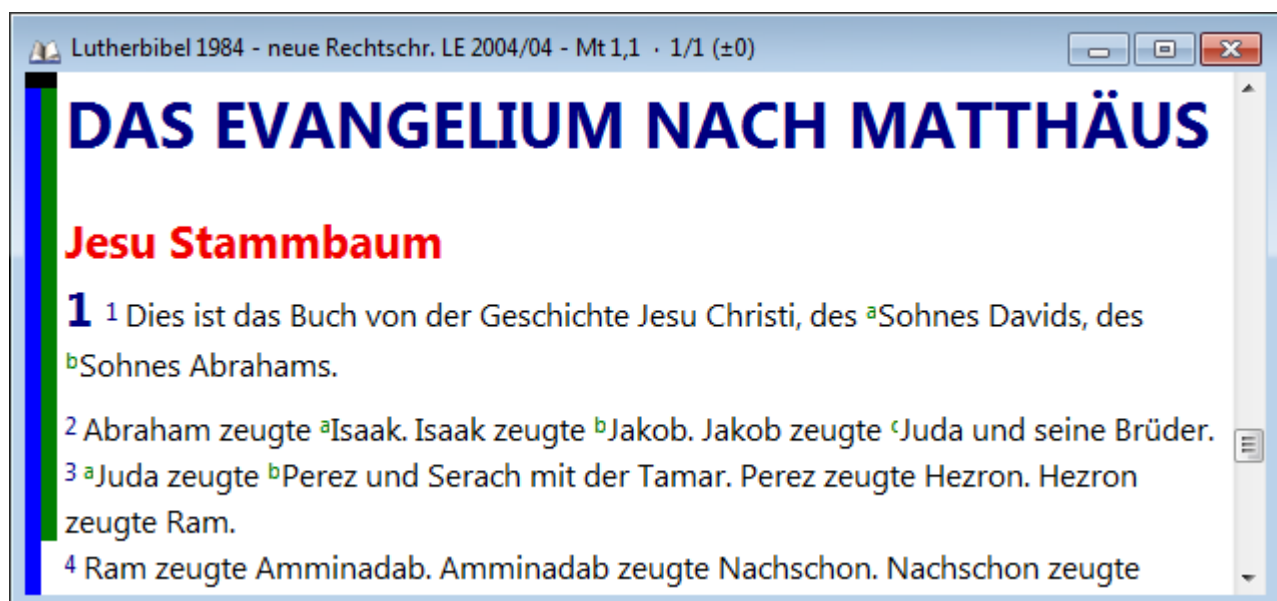 Lutherbibel 1984 - neue Rechtschr. LE 2004/04 - Mt 1,1 · 1/1 (±0)
DAS EVANGELIUM NACH MATTHÄUS
Jesu Stammbaum
1 1 Dies ist das Buch von der Geschichte Jesu Christi, des aSohnes Davids, des
bSohnes Abrahams.
2 Abraham zeugte aIsaak. Isaak zeugte bJakob. Jakob zeugte cJuda und seine Brüder.
3 aJuda zeugte bPerez und Serach mit der Tamar. Perez zeugte Hezron. Hezron
zeugte Ram.
4 Ram zeugte Amminadab. Amminadab zeugte Nachschon. Nachschon zeugte